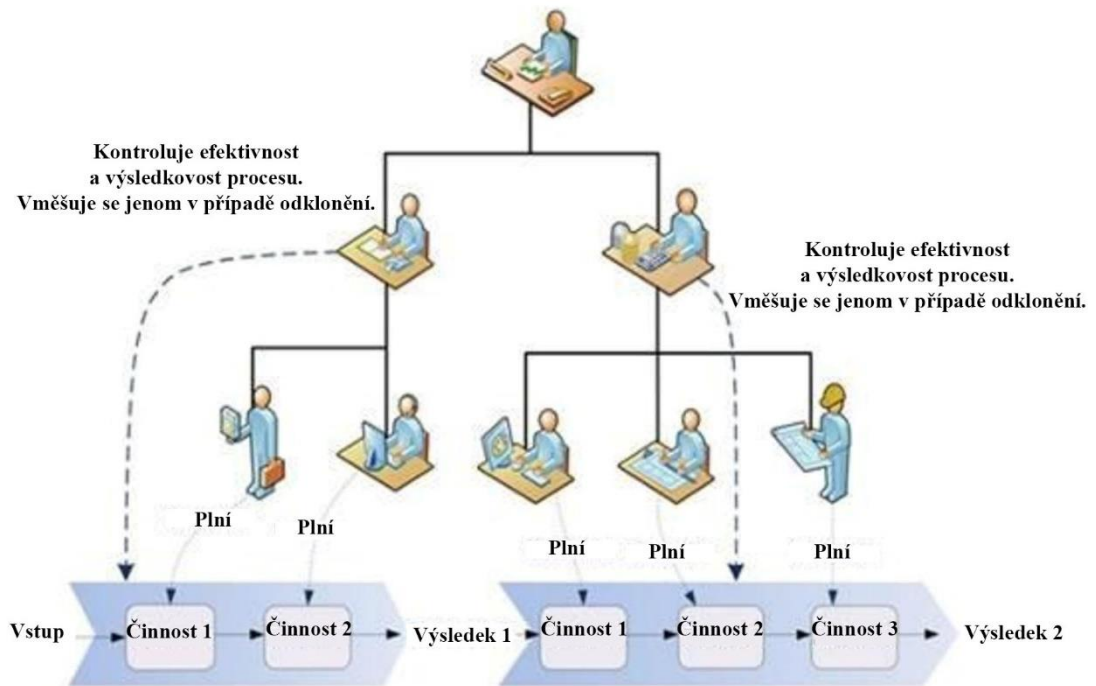 Kontroluje efektivnost
a výsledkovost procesu.
Vměšuje se jenom v případě odklonění.
Kontroluje efektivnost
a výsledkovost procesu.
Vměšuje se jenom v případě odklonění.
Plní
Plní
Plní
Plní
Plní
Vstup
Činnost 1
Činnost 2
Výsledek 1
Činnost 1
Činnost 2
Činnost 3
Výsledek 2